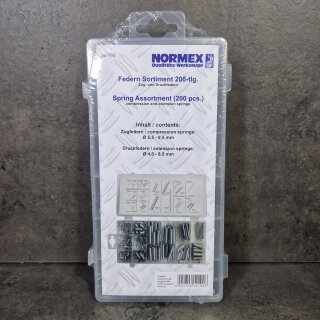 NORMEX
Qualitäts-Werkzeuge
Federn Sortiment 200-tlg.
Zug- und Druckfedern
Spring Assortment (200 pcs.)
compression and extension springs
Inhalt / contents:
Zugfedern / compression springs:
Ø 5,5 - 9,5 mm
Druckfedern / extension springs:
Ø 4,0 - 8,5 mm